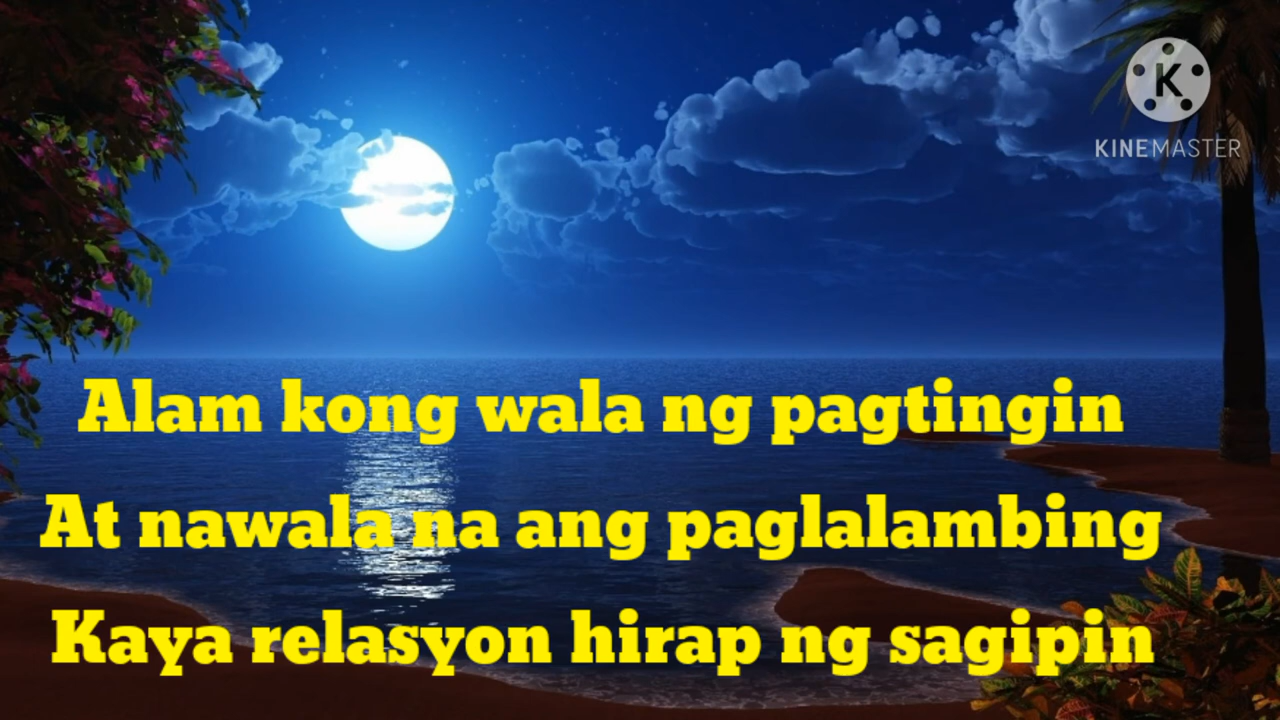 K
KINEMASTER
Alam kong wala ng pagtingin
At nawala na ang paglalambing
Kaya relasyon hirap ng sagipin